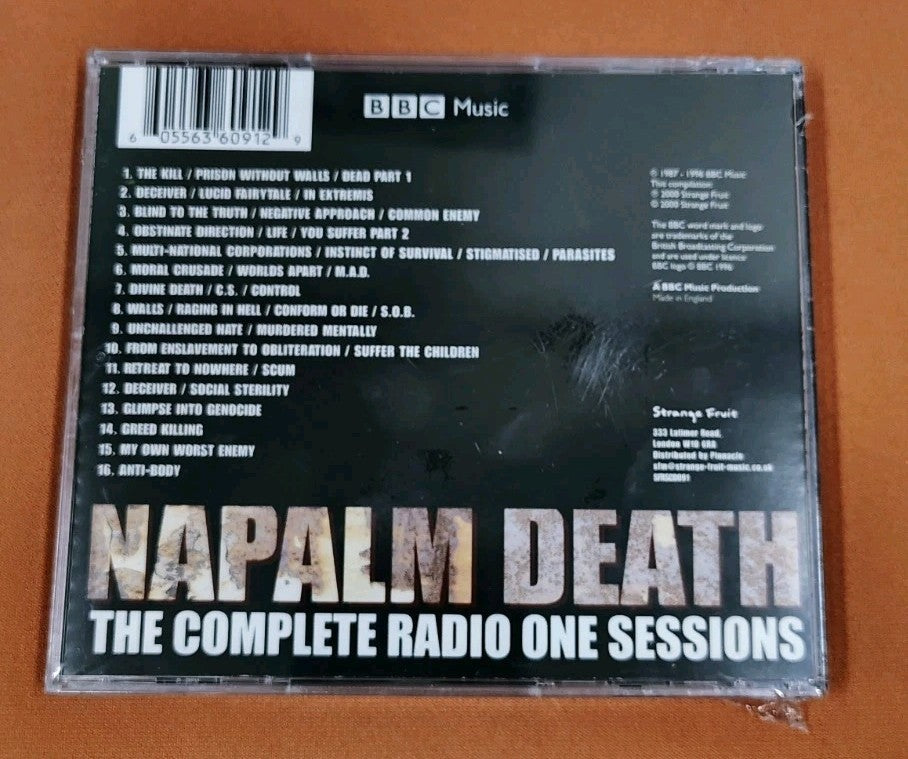 6 05563 60912 9
BBC Music
1. THE KILL / PRISON WITHOUT WALLS / DEAD PART 1
2. DECEIVER / LUCID FAIRYTALE / IN EXTREMIS
3. BLIND TO THE TRUTH / NEGATIVE APPROACH / COMMON ENEMY
4. OBSTINATE DIRECTION / LIFE / YOU SUFFER PART 2
5. MULTI-NATIONAL CORPORATIONS / INSTINCT OF SURVIVAL / STIGMATISED / PARASITES
6. MORAL CRUSADE / WORLDS APART / M.A.D.
7. DIVINE DEATH / C.S. / CONTROL
8. WALLS / RAGING IN HELL / CONFORM OR DIE / S.O.B.
9. UNCHALLENGED HATE / MURDERED MENTALLY
10. FROM ENSLAVEMENT TO OBLITERATION / SUFFER THE CHILDREN
11. RETREAT TO NOWHERE / SCUM
12. DECEIVER / SOCIAL STERILITY
13. GLIMPSE INTO GENOCIDE
14. GREED KILLING
15. MY OWN WORST ENEMY
16. ANTI-BODY
℗ 1987 - 1996 BBC Music
This compilation:
℗ 2000 Strange Fruit
© 2000 Strange Fruit
The BBC word mark and logo
are trademarks of the
British Broadcasting Corporation
and are used under licence
BBC logo © BBC 1996
A BBC Music Production
Made in England
Strange Fruit
333 Latimer Road,
London W10 6RA
Distributed by Pinnacle
sfm@strange-fruit-music.co.uk
SFRSCD091
NAPALM DEATH
THE COMPLETE RADIO ONE SESSIONS